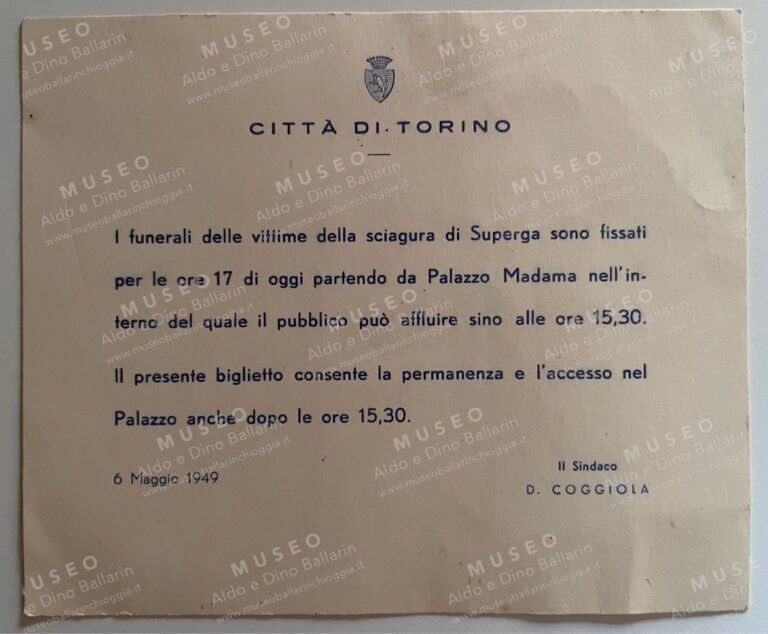 CITTÀ DI TORINO
I funerali delle vittime della sciagura di Superga sono fissati
per le ore 17 di oggi partendo da Palazzo Madama nell'in-
terno del quale il pubblico può affluire sino alle ore 15,30.
Il presente biglietto consente la permanenza e l'accesso nel
Palazzo anche dopo le ore 15,30.
6 Maggio 1949
Il Sindaco
D. COGGIOLA
MUSEO
Aldo e Dino Ballarin
www.museoballarinchioggia.it